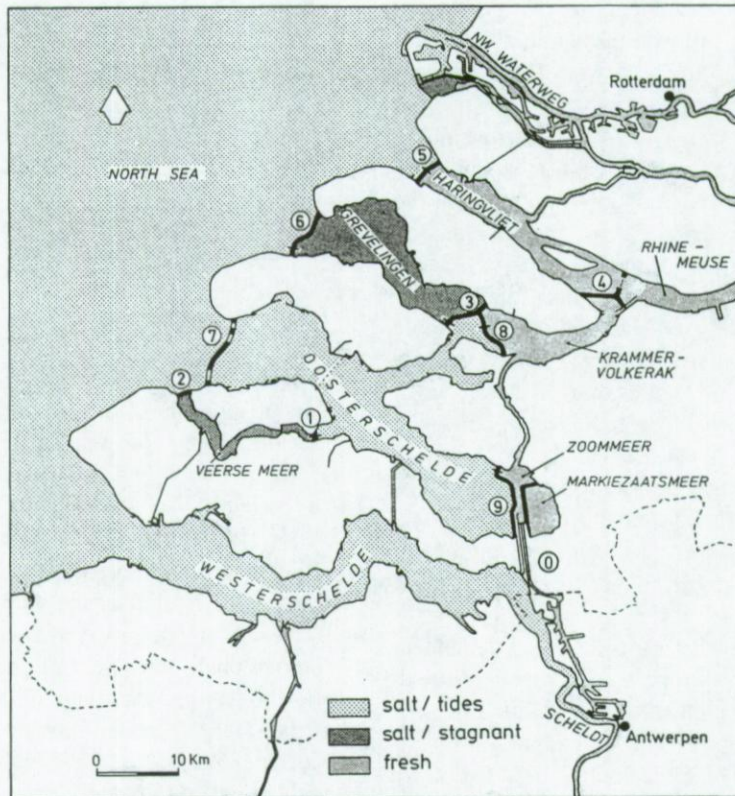 NW WATERWEG
Rotterdam
NORTH SEA
5
HARINGVLIET
6
GREVELINGEN
RHINE -
MEUSE
4
3
8
7
KRAMMER -
VOLKERAK
OOSTERSCHELDE
2
1
ZOOMMEER
VEERSE MEER
MARKIEZAATSMEER
9
0
WESTERSCHELDE
salt / tides
salt / stagnant
SCHELDT
Antwerpen
fresh
0 10 Km